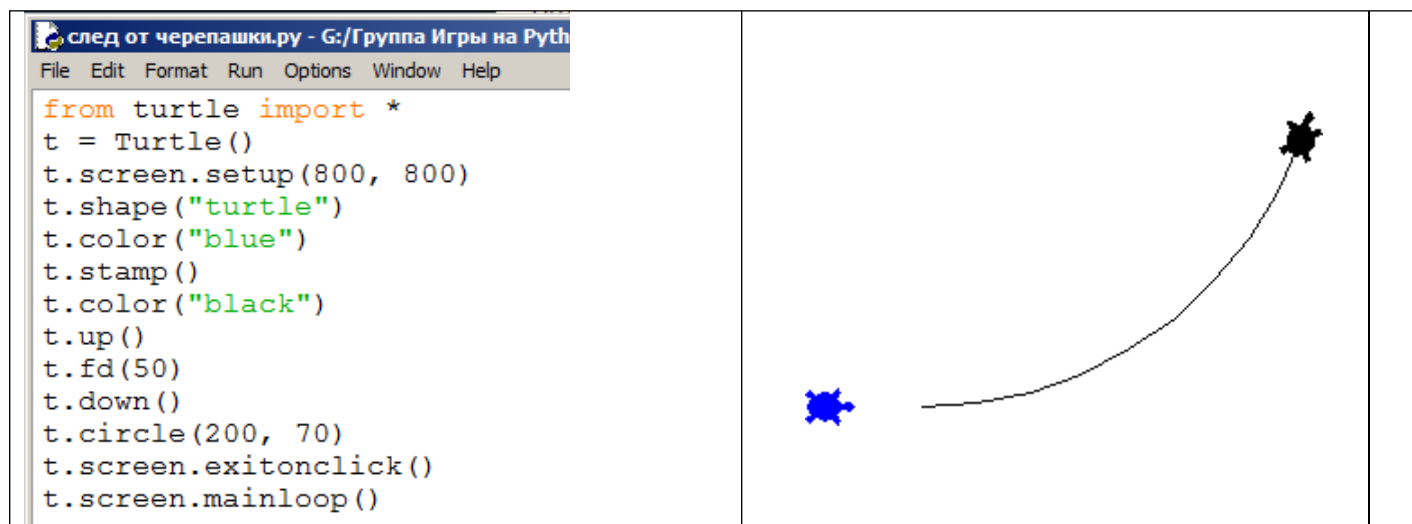 след от черепашки.py - G:/Группа Игры на Pyth
File Edit Format Run Options Window Help
from turtle import *
t = Turtle()
t.screen.setup(800, 800)
t.shape("turtle")
t.color("blue")
t.stamp()
t.color("black")
t.up()
t.fd(50)
t.down()
t.circle(200, 70)
t.screen.exitonclick()
t.screen.mainloop()